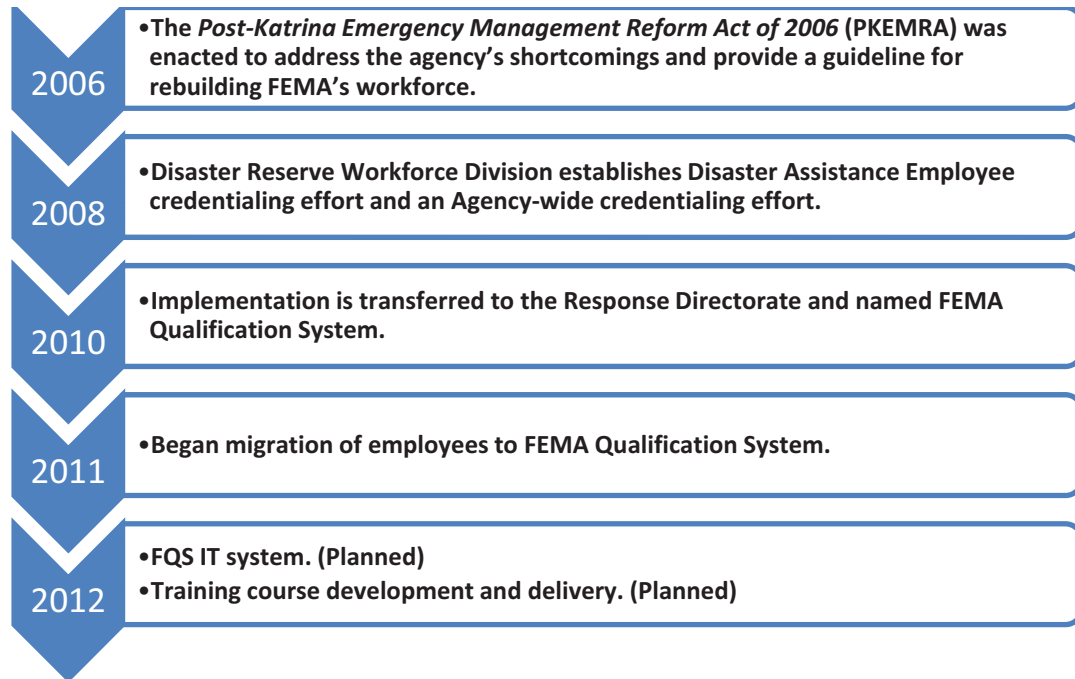 •The Post-Katrina Emergency Management Reform Act of 2006 (PKEMRA) was
enacted to address the agency’s shortcomings and provide a guideline for
rebuilding FEMA’s workforce.
2006
•Disaster Reserve Workforce Division establishes Disaster Assistance Employee
credentialing effort and an Agency-wide credentialing effort.
2008
•Implementation is transferred to the Response Directorate and named FEMA
Qualification System.
2010
•Began migration of employees to FEMA Qualification System.
2011
•FQS IT system. (Planned)
•Training course development and delivery. (Planned)
2012